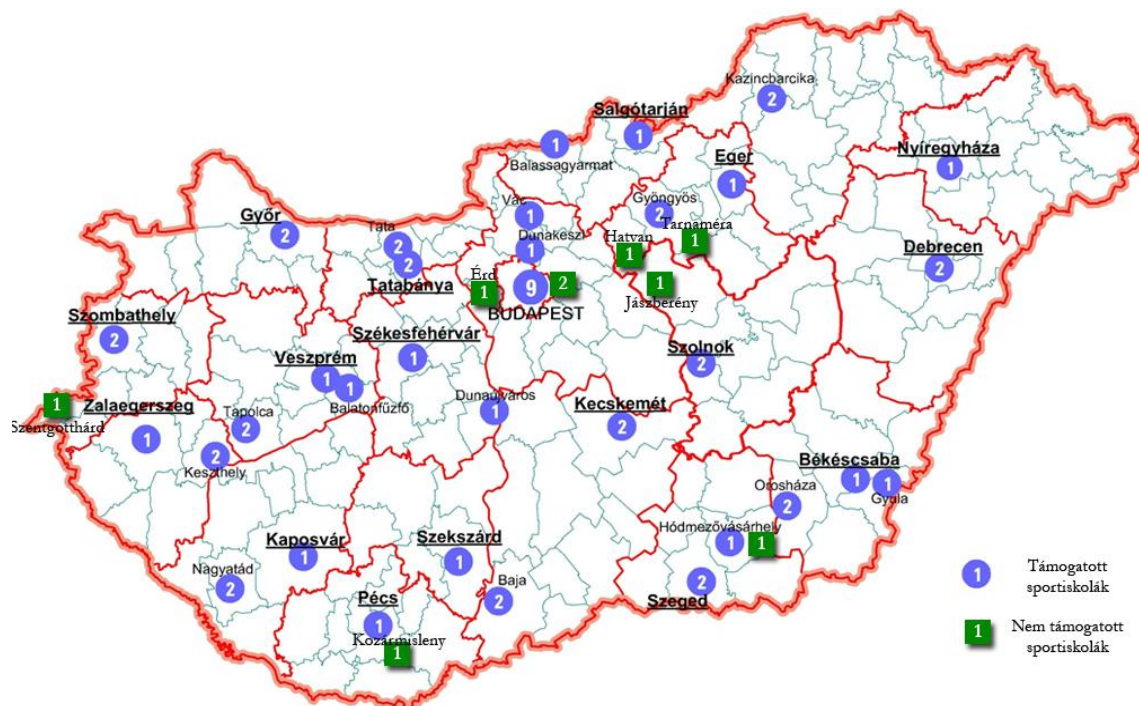 Kazincbarcika
2
Salgótarján
1
1
Balassagyarmat
Eger
1
Nyíregyháza
1
Vác
1
Gyöngyös
2
Tarnaméra
1
Győr
2
Tata
2
2
Tatabánya
Dunakeszi
1
Hatvan
1
Debrecen
2
Érd
1
9
BUDAPEST
2
1
Jászberény
Szombathely
2
Székesfehérvár
1
Veszprém
1
1
Balatonfűzfő
Szolnok
2
1
Szentgotthárd
Zalaegerszeg
1
Tapolca
2
Dunaújváros
1
Kecskemét
2
2
Keszthely
Békéscsaba
1
1
Gyula
Orosháza
2
Hódmezővásárhely
1
1
Kaposvár
1
Szekszárd
1
Nagyatád
2
Baja
2
2
Szeged
Pécs
1
Kozármisleny
1
1
Támogatott
sportiskolák
1
Nem támogatott
sportiskolák